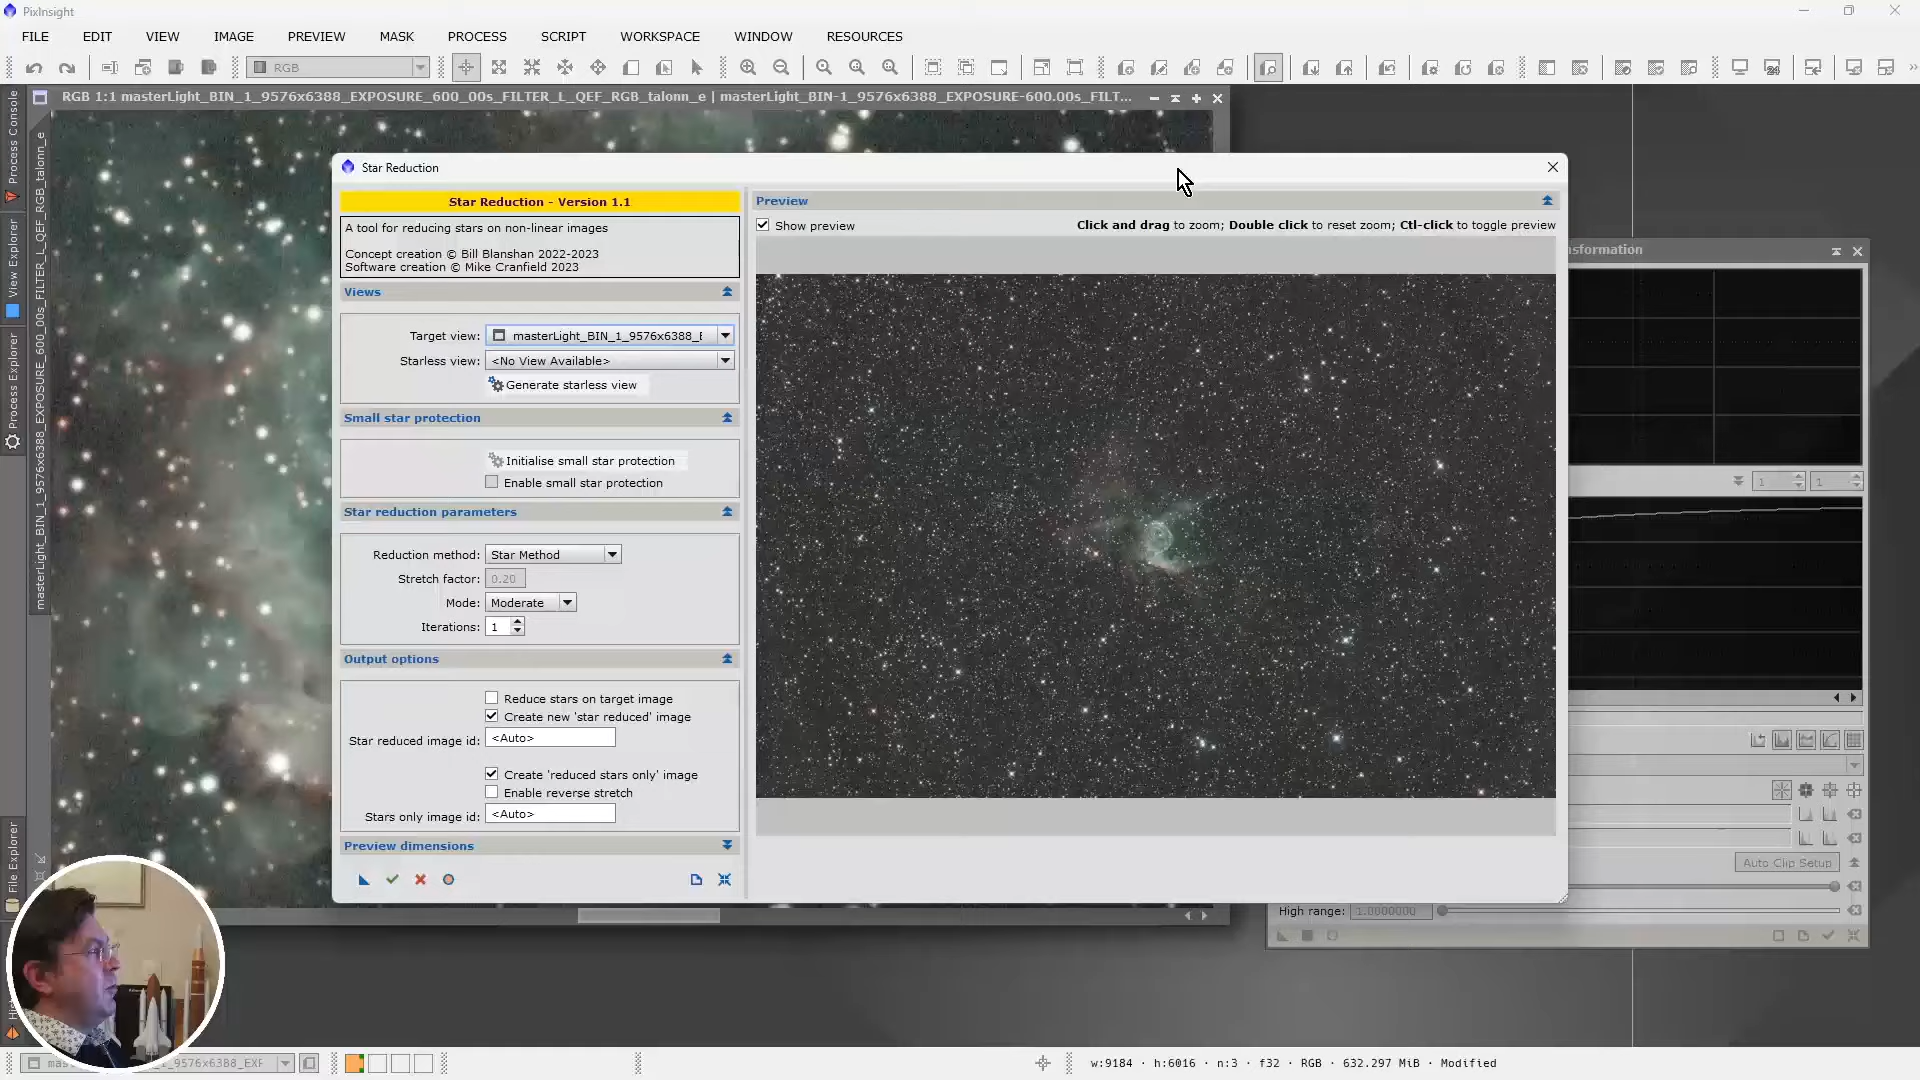 PixInsight
FILE EDIT VIEW IMAGE PREVIEW MASK PROCESS SCRIPT WORKSPACE WINDOW RESOURCES
RGB
RGB 1:1 masterLight_BIN_1_9576x6388_EXPOSURE_600_00s_FILTER_L_QEF_RGB_talonn_e | masterLight_BIN-1_9576x6388_EXPOSURE-600.00s_FILT...
Process Console
View Explorer
Process Explorer
File Explorer
masterLight_BIN_1_9576x6388_EXPOSURE_600_00s_FILTER_L_QEF_RGB_talonn_e
Star Reduction
Star Reduction - Version 1.1
A tool for reducing stars on non-linear images
Concept creation © Bill Blanshan 2022-2023
Software creation © Mike Cranfield 2023
Views
Target view: masterLight_BIN_1_9576x6388_E
Starless view: <No View Available>
Generate starless view
Small star protection
Initialise small star protection
Enable small star protection
Star reduction parameters
Reduction method: Star Method
Stretch factor: 0.20
Mode: Moderate
Iterations: 1
Output options
Reduce stars on target image
Create new 'star reduced' image
Star reduced image id: <Auto>
Create 'reduced stars only' image
Enable reverse stretch
Stars only image id: <Auto>
Preview dimensions
Preview
Show preview
Click and drag to zoom; Double click to reset zoom; Ctl-click to toggle preview
nsformation
1 1
Auto Clip Setup
High range: 1.0000000
_1_9576x6388_EXF
w:9184 · h:6016 · n:3 · f32 · RGB · 632.297 MiB · Modified